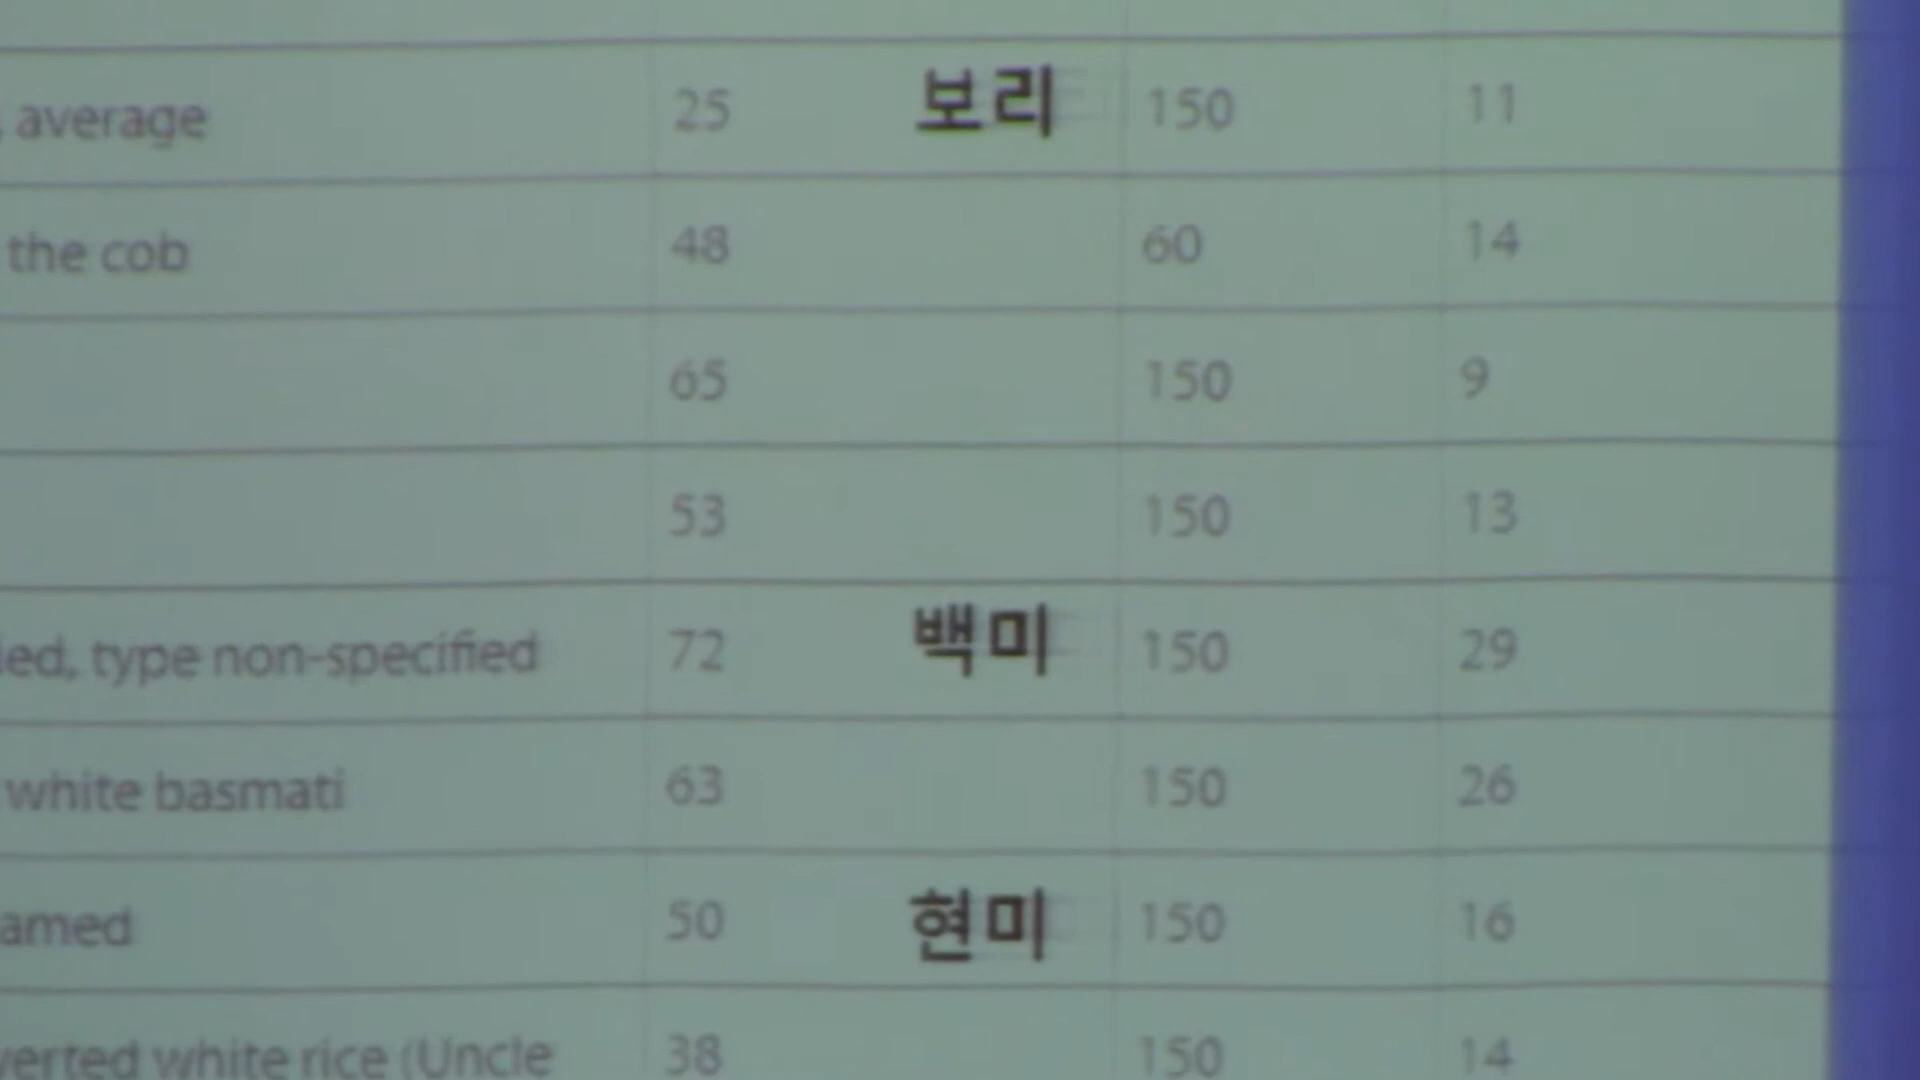 , average 25 보리 150 11
the cob 48 60 14
65 150 9
53 150 13
ied, type non-specified 72 백미 150 29
white basmati 63 150 26
amed 50 현미 150 16
verted white rice (Uncle 38 150 14